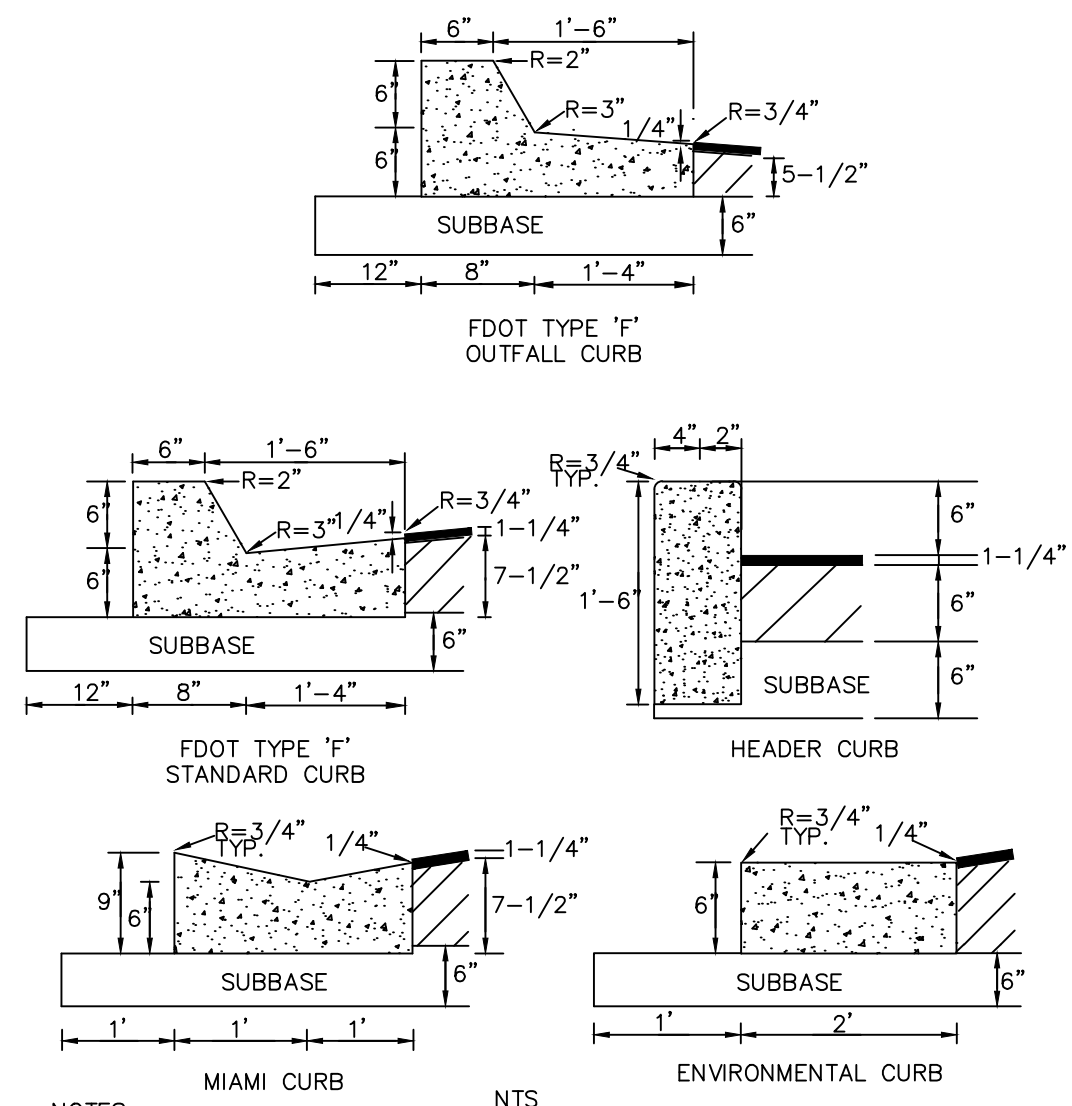 6” 1’-6”
R=2”
6”
R=3”
1/4”
R=3/4”
6”
5-1/2”
SUBBASE
6”
12” 8” 1’-4”
FDOT TYPE ’F’
OUTFALL CURB
6” 1’-6”
R=2”
6”
R=3”
1/4”
R=3/4”
1-1/4”
6”
7-1/2”
SUBBASE
6”
12” 8” 1’-4”
FDOT TYPE ’F’
STANDARD CURB
4” 2”
R=3/4”
TYP.
6”
1-1/4”
1’-6”
6”
SUBBASE
6”
HEADER CURB
R=3/4”
TYP.
1/4”
1-1/4”
9”
6”
7-1/2”
SUBBASE
6”
1’ 1’ 1’
MIAMI CURB
R=3/4”
TYP.
1/4”
6”
SUBBASE
6”
1’ 2’
ENVIRONMENTAL CURB
NTS
NOTES